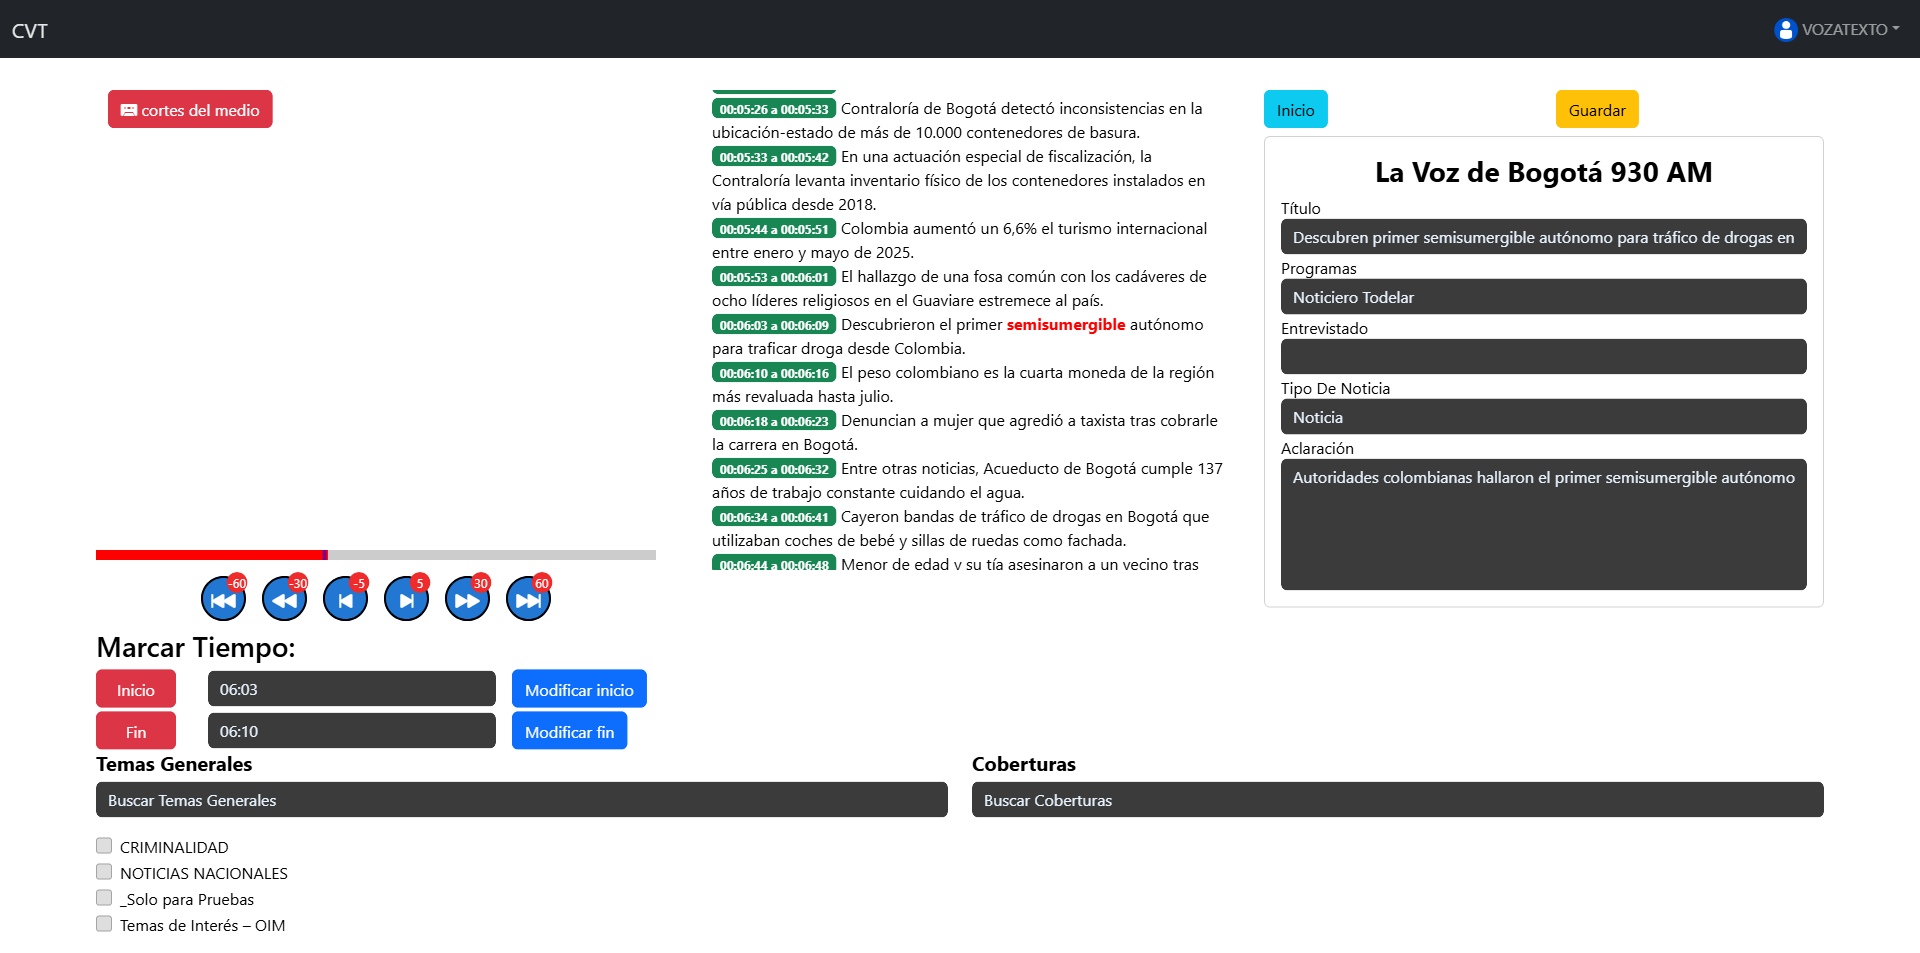 CVT
VOZATEXTO
cortes del medio
00:05:26 a 00:05:33 Contraloría de Bogotá detectó inconsistencias en la
ubicación-estado de más de 10.000 contenedores de basura.
00:05:33 a 00:05:42 En una actuación especial de fiscalización, la
Contraloría levanta inventario físico de los contenedores instalados en
vía pública desde 2018.
00:05:44 a 00:05:51 Colombia aumentó un 6,6% el turismo internacional
entre enero y mayo de 2025.
00:05:53 a 00:06:01 El hallazgo de una fosa común con los cadáveres de
ocho líderes religiosos en el Guaviare estremece al país.
00:06:03 a 00:06:09 Descubrieron el primer semisumergible autónomo
para traficar droga desde Colombia.
00:06:10 a 00:06:16 El peso colombiano es la cuarta moneda de la región
más revaluada hasta julio.
00:06:18 a 00:06:23 Denuncian a mujer que agredió a taxista tras cobrarle
la carrera en Bogotá.
00:06:25 a 00:06:32 Entre otras noticias, Acueducto de Bogotá cumple 137
años de trabajo constante cuidando el agua.
00:06:34 a 00:06:41 Cayeron bandas de tráfico de drogas en Bogotá que
utilizaban coches de bebé y sillas de ruedas como fachada.
00:06:44 a 00:06:48 Menor de edad y su tía asesinaron a un vecino tras
Inicio
Guardar
La Voz de Bogotá 930 AM
Título
Descubren primer semisumergible autónomo para tráfico de drogas en
Programas
Noticiero Todelar
Entrevistado
Tipo De Noticia
Noticia
Aclaración
Autoridades colombianas hallaron el primer semisumergible autónomo
-60
-30
-5
5
30
60
Marcar Tiempo:
Inicio
06:03
Modificar inicio
Fin
06:10
Modificar fin
Temas Generales
Buscar Temas Generales
CRIMINALIDAD
NOTICIAS NACIONALES
_Solo para Pruebas
Temas de Interés – OIM
Coberturas
Buscar Coberturas